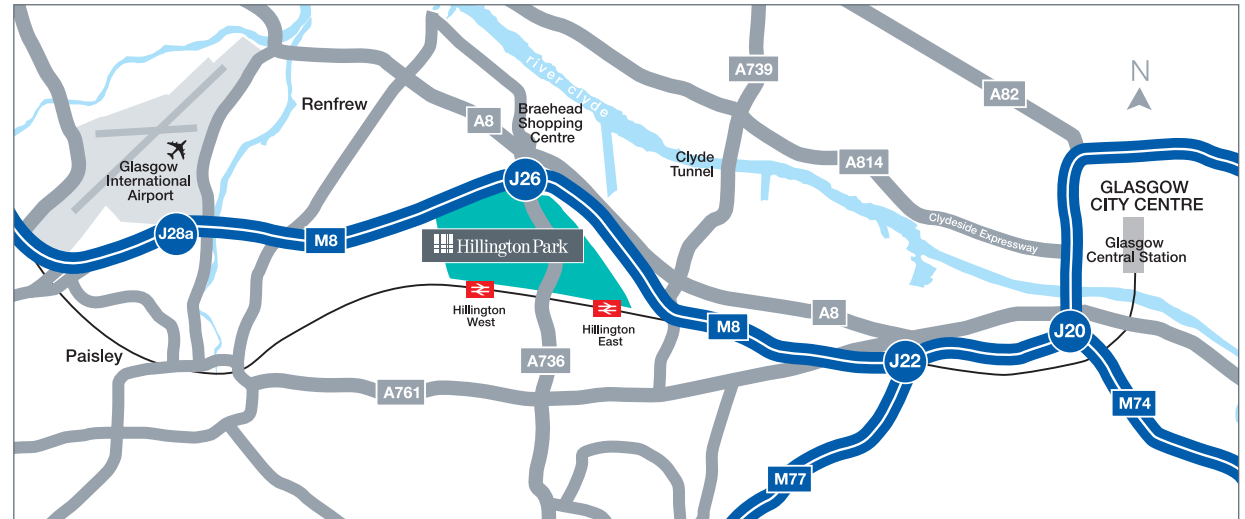 A739
A82
N
river clyde
Renfrew
Braehead
Shopping
Centre
A8
Glasgow
International
Airport
Clyde
Tunnel
A814
J26
GLASGOW
CITY CENTRE
Clydeside Expressway
J28a
M8
Hillington Park
Glasgow
Central Station
Hillington
West
Hillington
East
M8
A8
J20
Paisley
A736
J22
A761
M74
M77